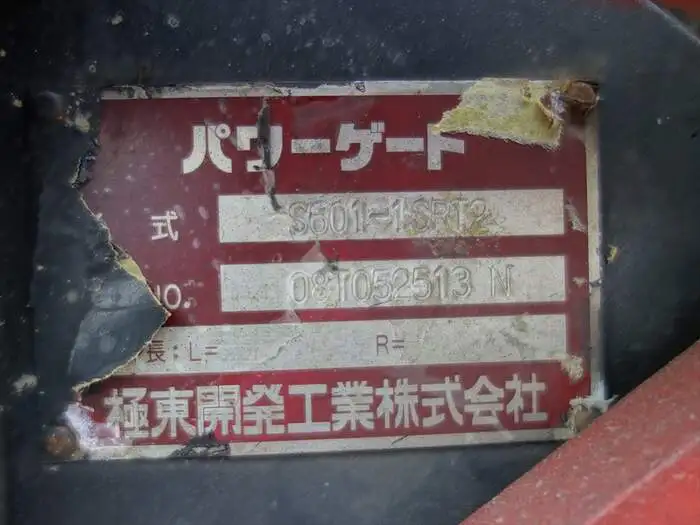 パワーゲート
式 S601-1SRT2
NO. 08T052513 N
長:L= R=
極東開発工業株式会社